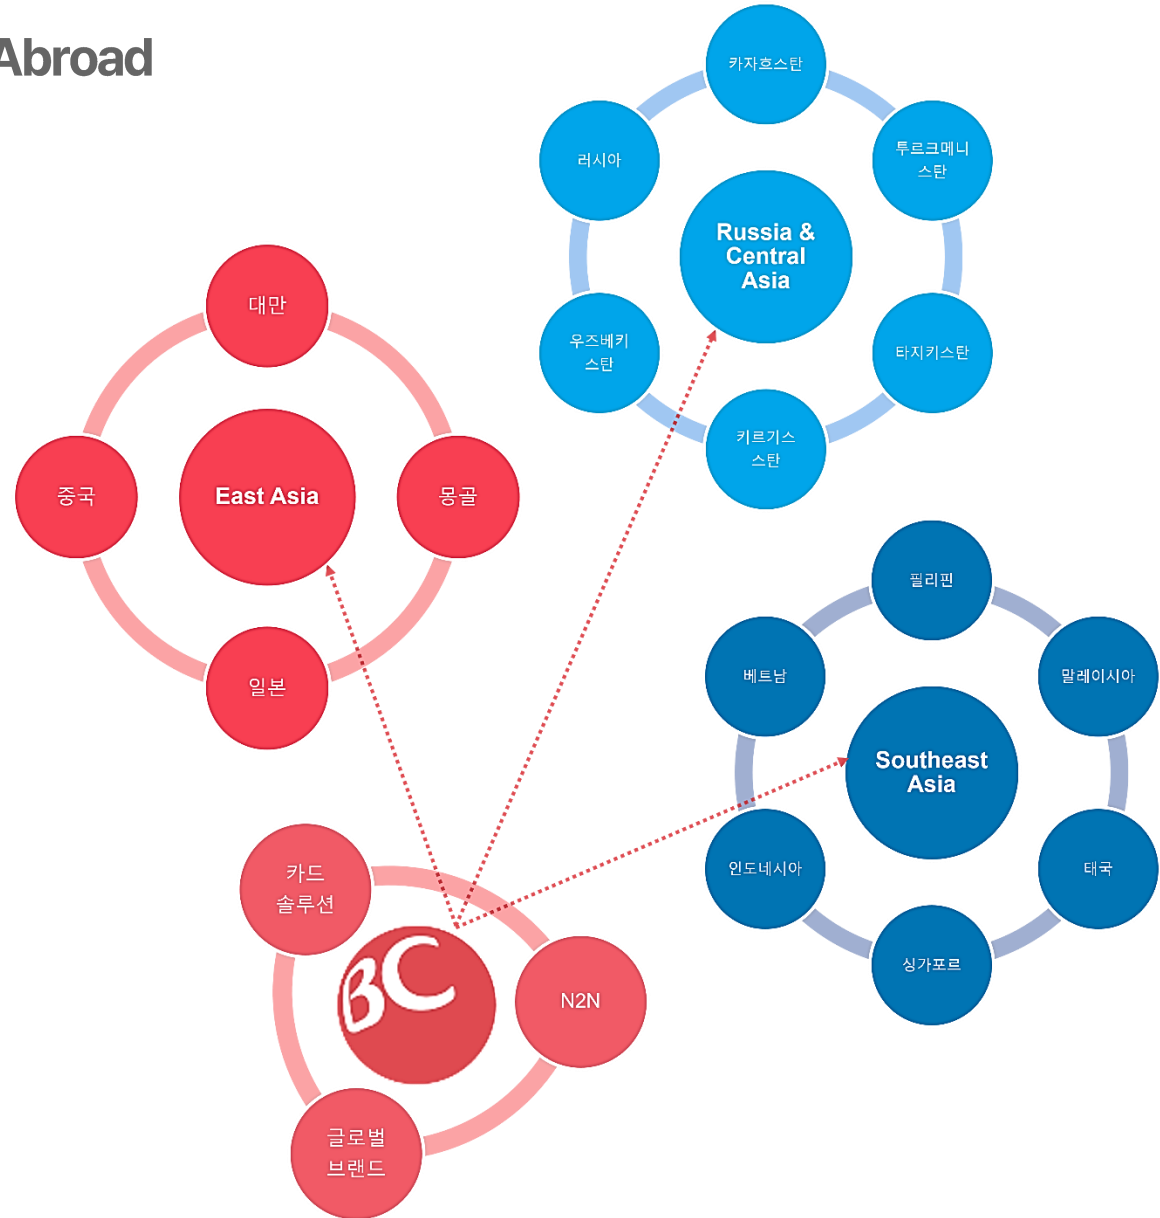 Abroad
카자흐스탄
러시아
투르크메니
스탄
Russia &
Central
Asia
우즈베키
스탄
타지키스탄
키르기스
스탄
대만
중국
East Asia
몽골
일본
필리핀
베트남
말레이시아
Southeast
Asia
인도네시아
태국
싱가포르
카드
솔루션
BC
N2N
글로벌
브랜드